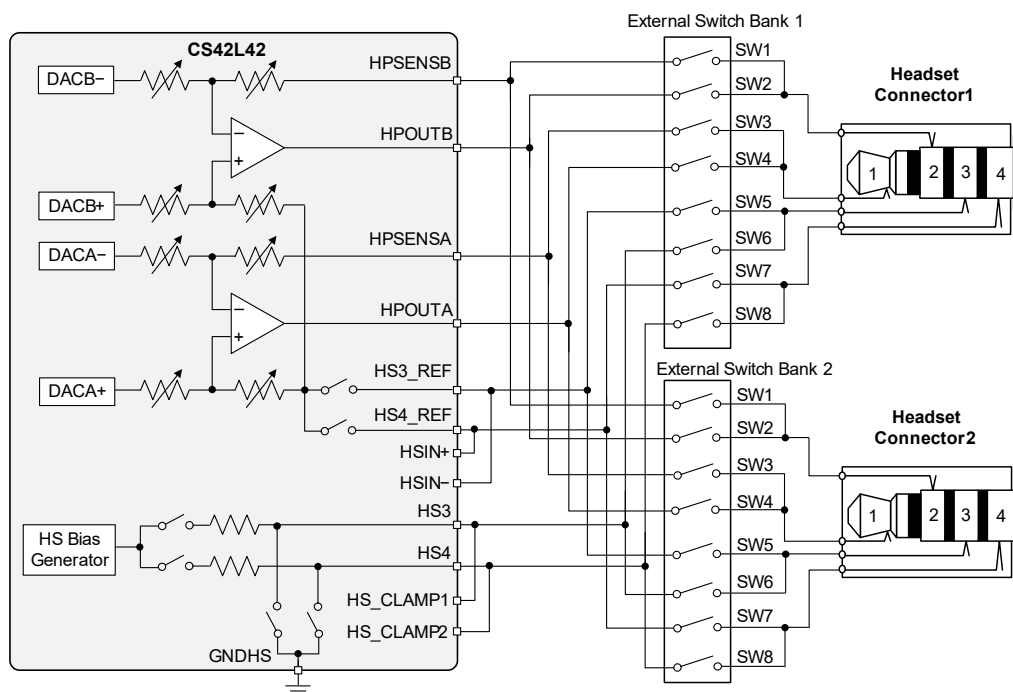 External Switch Bank 1
CS42L42
DACB−
HPSENSB
HPOUTB
DACB+
DACA−
HPSENSA
HPOUTA
DACA+
HS3_REF
HS4_REF
HSIN+
HSIN−
HS3
HS4
HS Bias
Generator
HS_CLAMP1
HS_CLAMP2
GNDHS
−
+
−
+
SW1
SW2
SW3
SW4
SW5
SW6
SW7
SW8
Headset
Connector1
1
2
3
4
External Switch Bank 2
SW1
SW2
SW3
SW4
SW5
SW6
SW7
SW8
Headset
Connector2
1
2
3
4